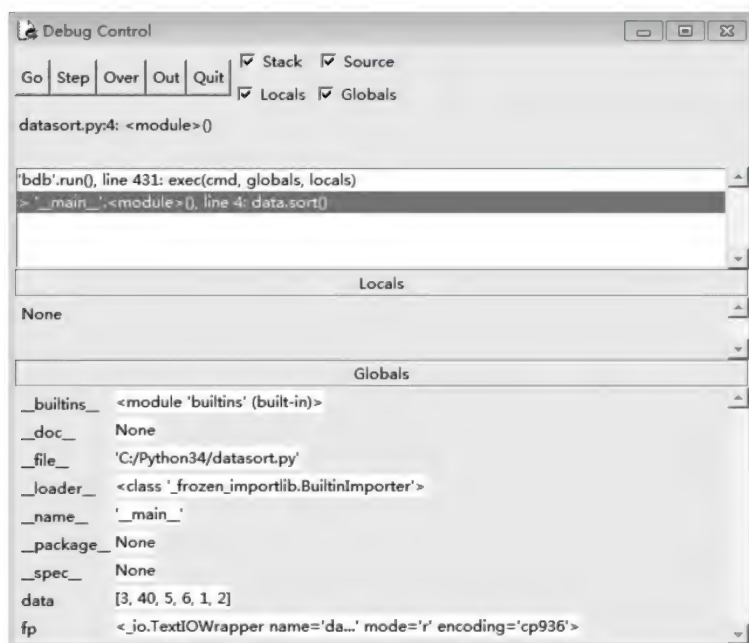 Debug Control
Go Step Over Out Quit Stack Source
Locals Globals
datasort.py:4: <module>()
'bdb'.run(), line 431: exec(cmd, globals, locals)
> '__main__'.<module>(), line 4: data.sort()
Locals
None
Globals
__builtins__ <module 'builtins' (built-in)>
__doc__ None
__file__ 'C:/Python34/datasort.py'
__loader__ <class '_frozen_importlib.BuiltinImporter'>
__name__ '__main__'
__package__ None
__spec__ None
data [3, 40, 5, 6, 1, 2]
fp <_io.TextIOWrapper name='da...' mode='r' encoding='cp936'>